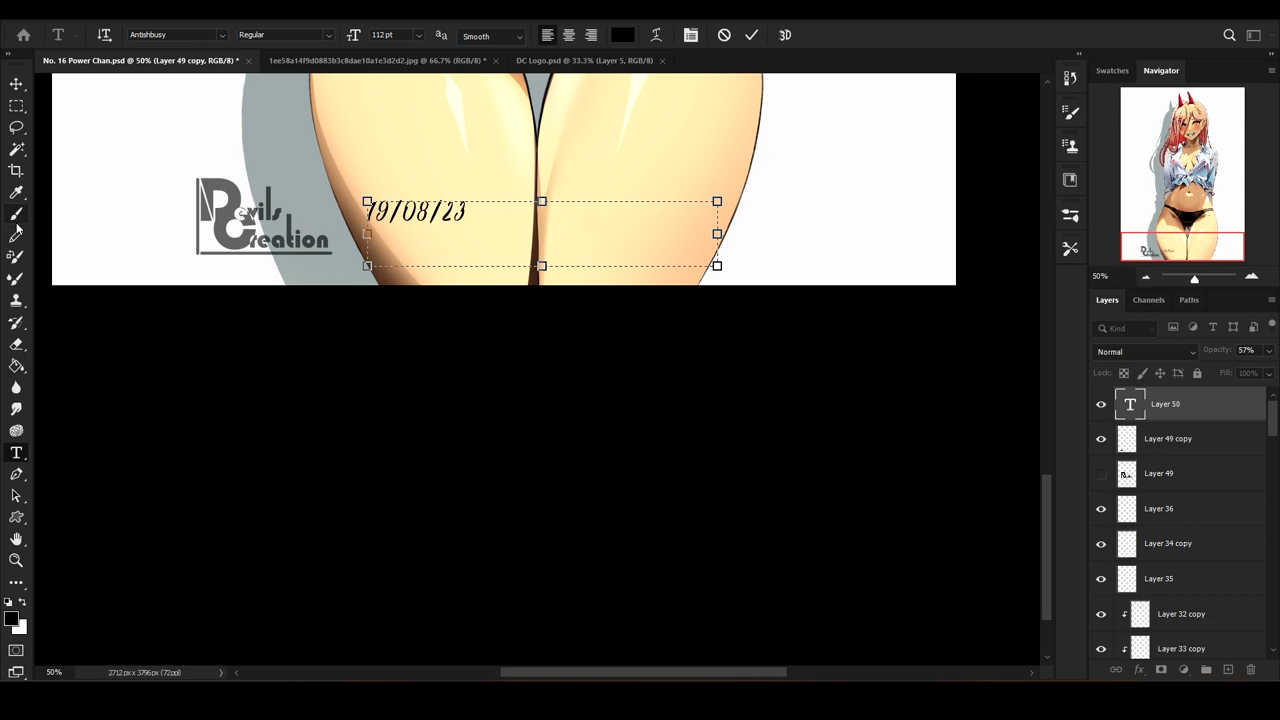 Antishbusy
Regular
112 pt
Smooth
3D
No. 16 Power Chan.psd @ 50% (Layer 49 copy, RGB/8) *
1ee58a14f9d0883b3c8dae10a1e3d2d2.jpg @ 66.7% (RGB/8) *
DC Logo.psd @ 33.3% (Layer 5, RGB/8)
Swatches
Navigator
Devils
Creation
19/08/23
50%
Layers
Channels
Paths
Kind
Normal
Opacity: 57%
Lock:
Fill: 100%
Layer 50
Layer 49 copy
Layer 49
Layer 36
Layer 34 copy
Layer 35
Layer 32 copy
Layer 33 copy
50%
2712 px x 3796 px (72 ppi)